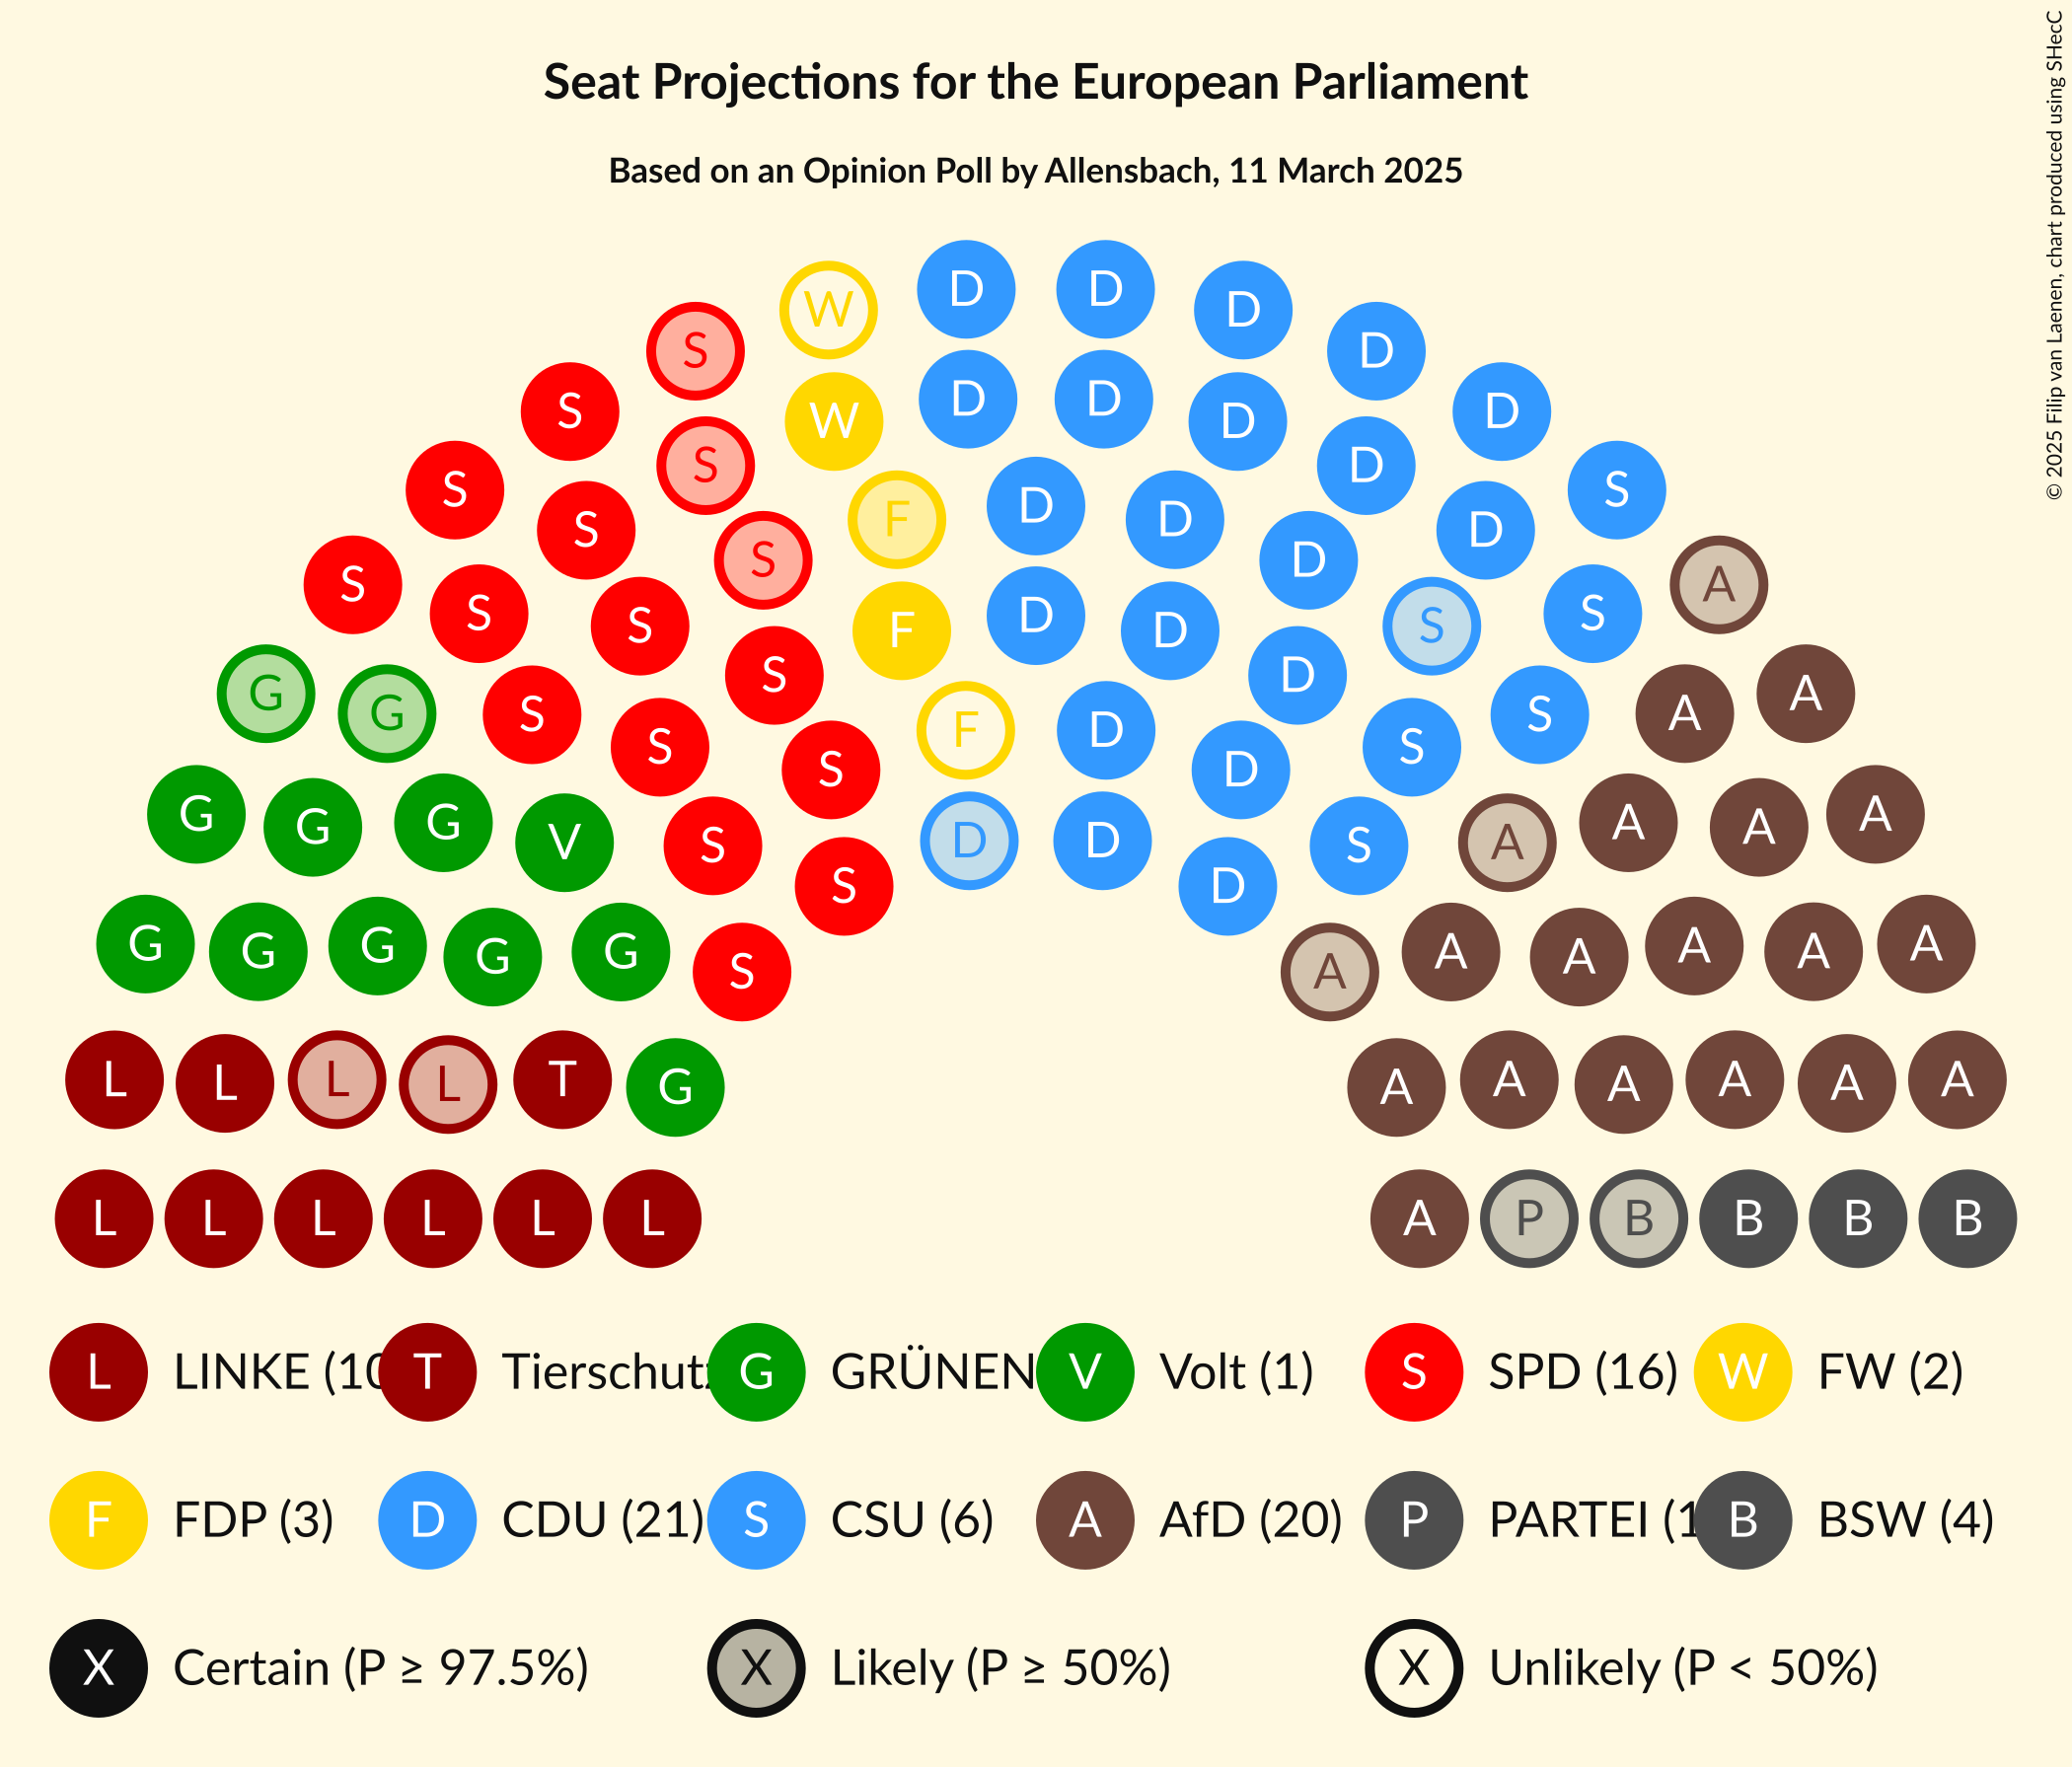 Seat Projections for the European Parliament
Based on an Opinion Poll by Allensbach, 11 March 2025
© 2025 Filip van Laenen, chart produced using SHecC
D D
W D
S D
D D
S W D D
S S D D
D
S F D S
S S D D
S D
S S S
S F D A
G S D
G S S A A
S S
F D
S D
G A
G G V S D D S A A A
S D
G G G G G S A A A A A A
L L L L T G A A A A A A
L L L L L L A P B B B B
L LINKE (10 T Tierschutz G GRÜNEN V Volt (1) S SPD (16) W FW (2)
F FDP (3) D CDU (21) S CSU (6) A AfD (20) P PARTEI (1 B BSW (4)
X Certain (P ≥ 97.5%) X Likely (P ≥ 50%) X Unlikely (P < 50%)